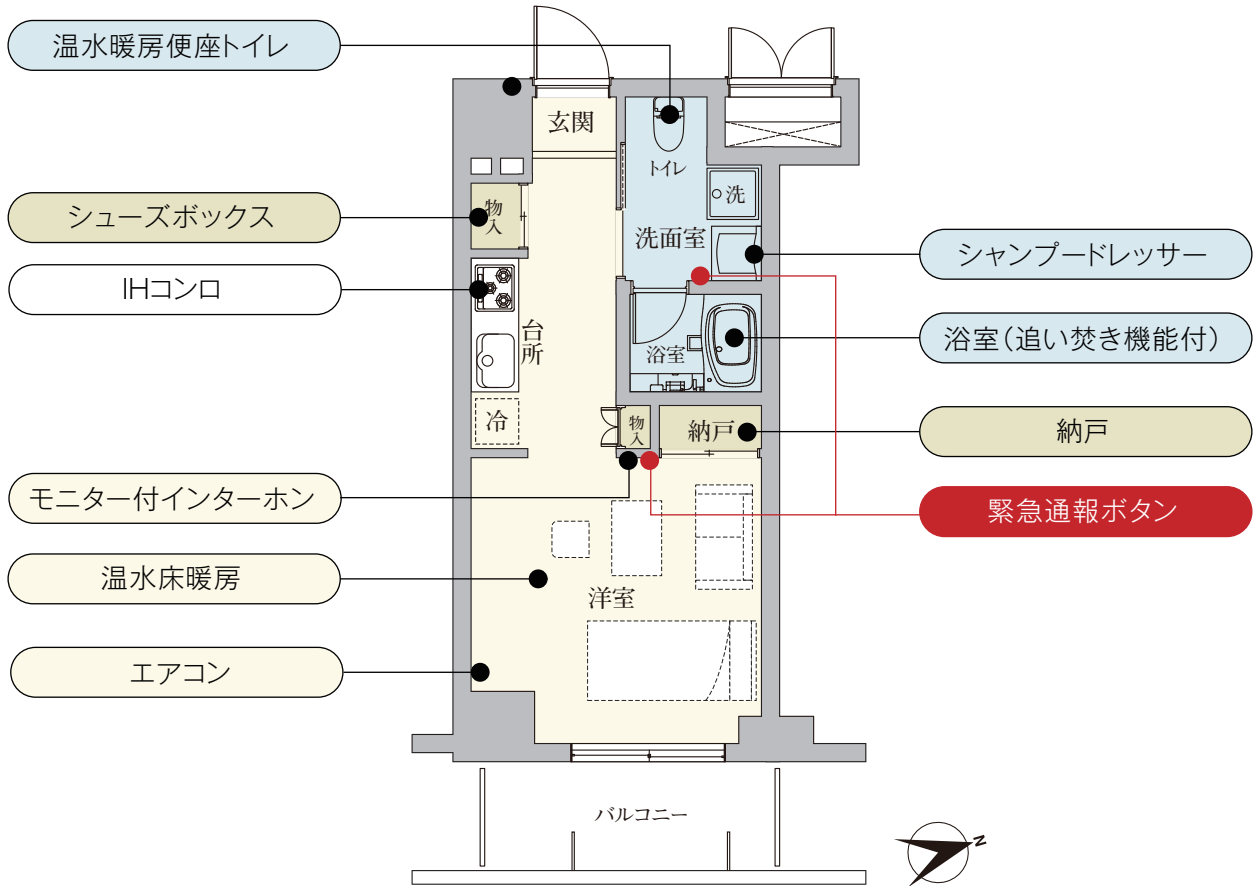 温水暖房便座トイレ
玄関
トイレ
洗
シューズボックス
物入
洗面室
シャンプードレッサー
IHコンロ
台所
浴室
浴室(追い焚き機能付)
冷
物入
納戸
納戸
モニター付インターホン
緊急通報ボタン
温水床暖房
洋室
エアコン
バルコニー
N